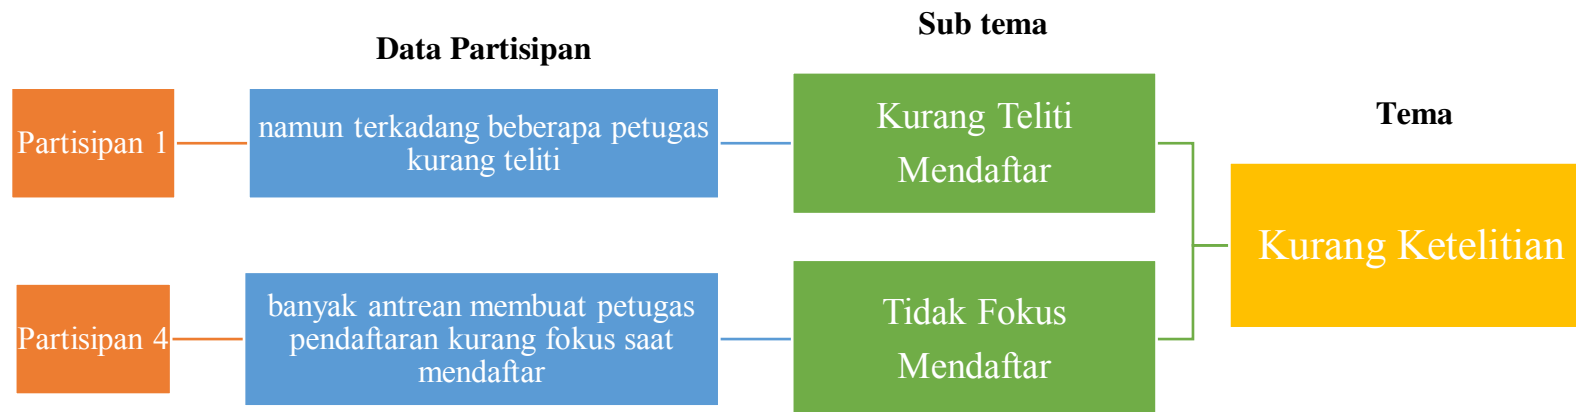 Data Partisipan
Sub tema
Tema
Partisipan 1
namun terkadang beberapa petugas
kurang teliti
Kurang Teliti
Mendaftar
Kurang Ketelitian
Partisipan 4
banyak antrean membuat petugas
pendaftaran kurang fokus saat
mendaftar
Tidak Fokus
Mendaftar